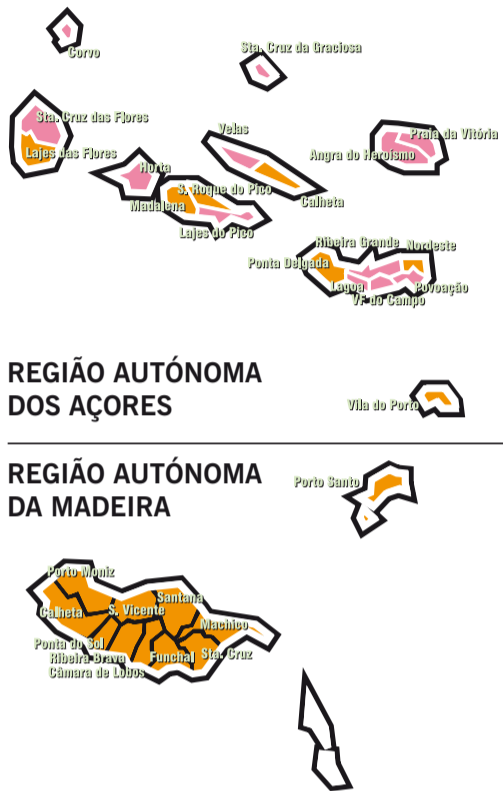 Corvo
Sta. Cruz da Graciosa
Sta. Cruz das Flores
Velas
Praia da Vitória
Lajes das Flores
Angra do Heroísmo
Horta
S. Roque do Pico
Madalena
Calheta
Lajes do Pico
Ribeira Grande
Nordeste
Ponta Delgada
Lagoa
Povoação
VF do Campo
REGIÃO AUTÓNOMA
DOS AÇORES
Vila do Porto
REGIÃO AUTÓNOMA
DA MADEIRA
Porto Santo
Porto Moniz
Santana
Calheta
S. Vicente
Machico
Ponta do Sol
Ribeira Brava
Funchal
Sta. Cruz
Câmara de Lobos